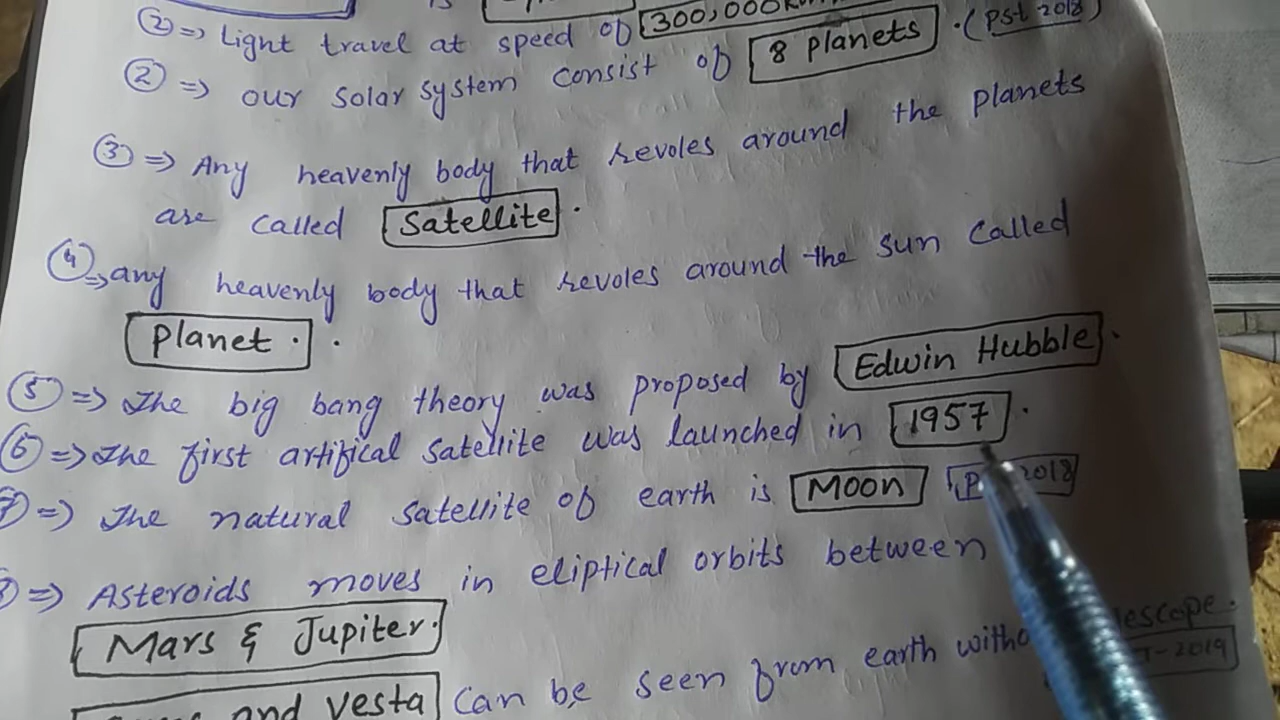 is
② => Light travel at speed of 300,000
② => our solar system consist of 8 planets. (Pst 2018)
③ => Any heavenly body that revoles around the planets
are called Satellite.
④ => any heavenly body that revoles around the sun called
planet. .
⑤ => The big bang theory was proposed by Edwin Hubble.
⑥ => The first artifical satellite was launched in 1957.
=> The natural satellite of earth is Moon 2018
=> Asteroids moves in eliptical orbits between
Mars & Jupiter.
and Vesta can be seen from earth
2019